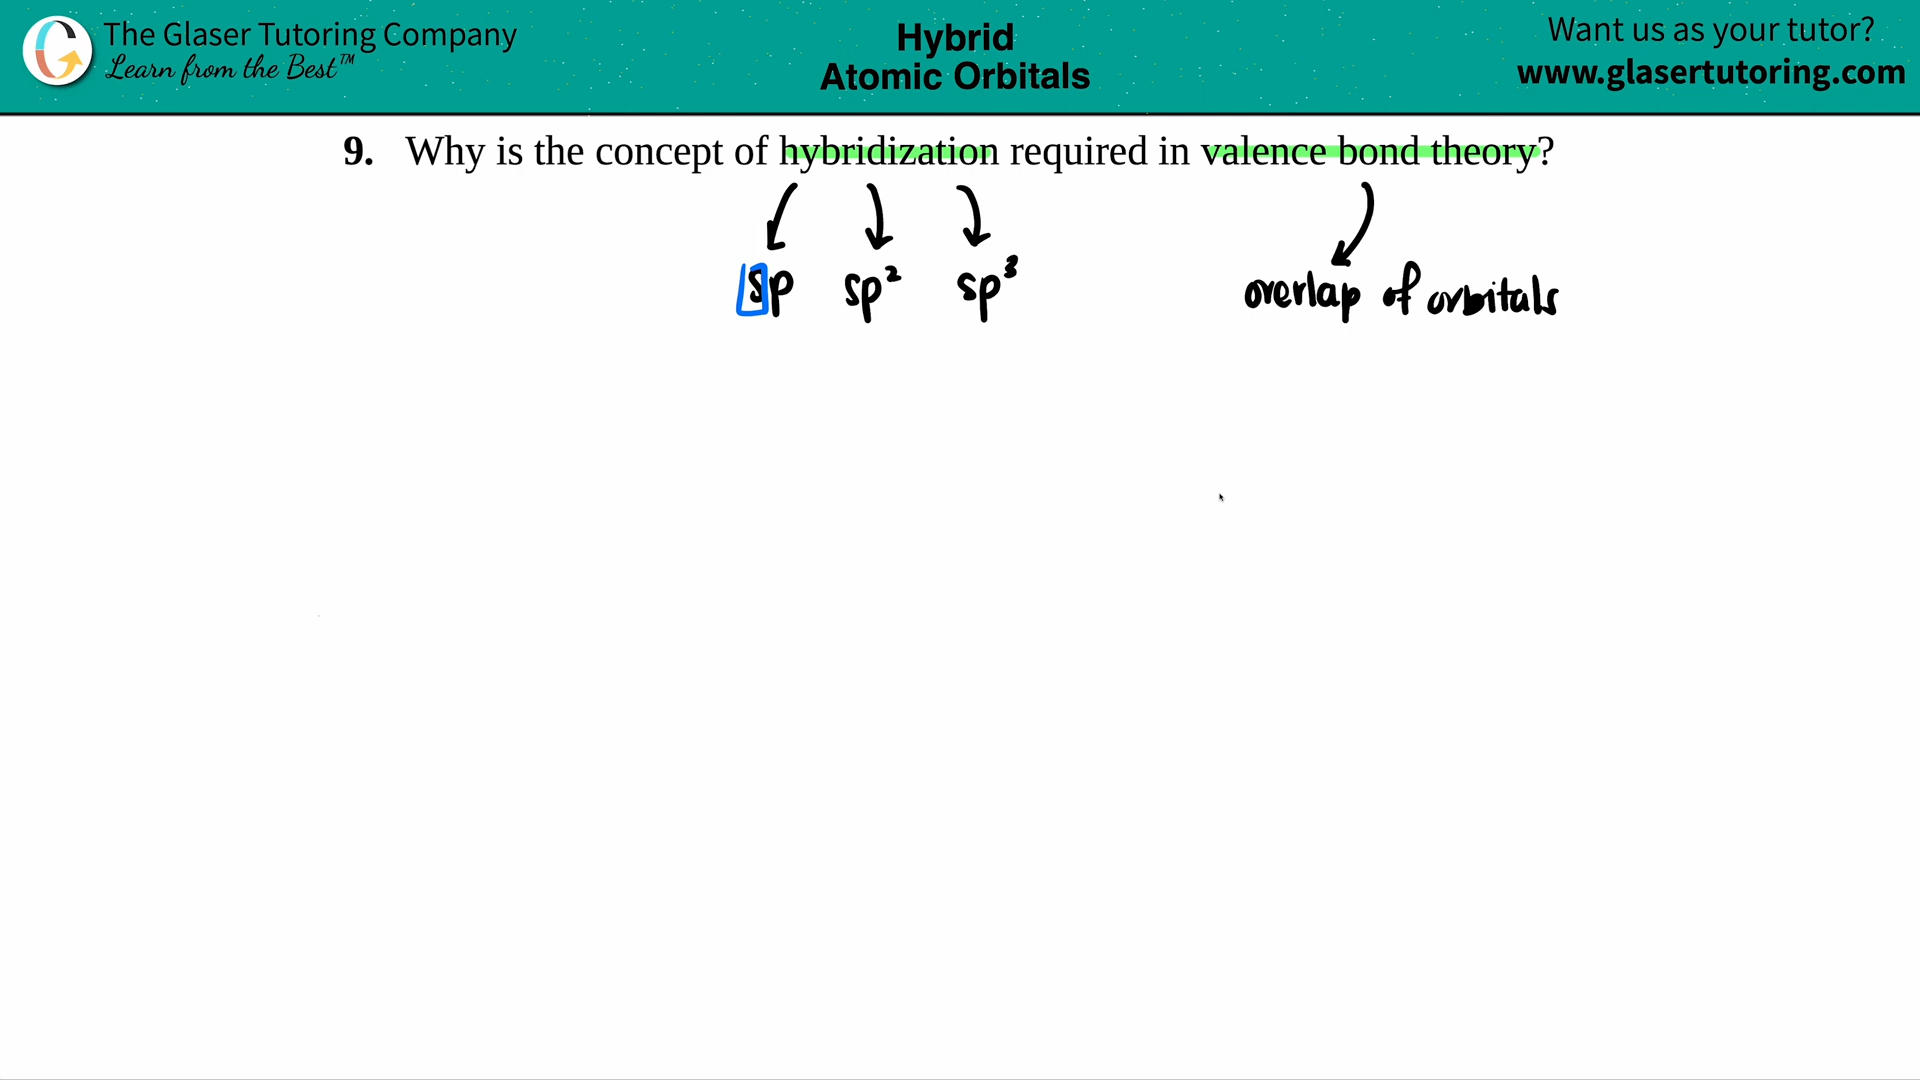 The Glaser Tutoring Company
Learn from the Best™
Hybrid
Atomic Orbitals
Want us as your tutor?
www.glasertutoring.com
9. Why is the concept of hybridization required in valence bond theory?
sp sp² sp³
overlap of orbitals